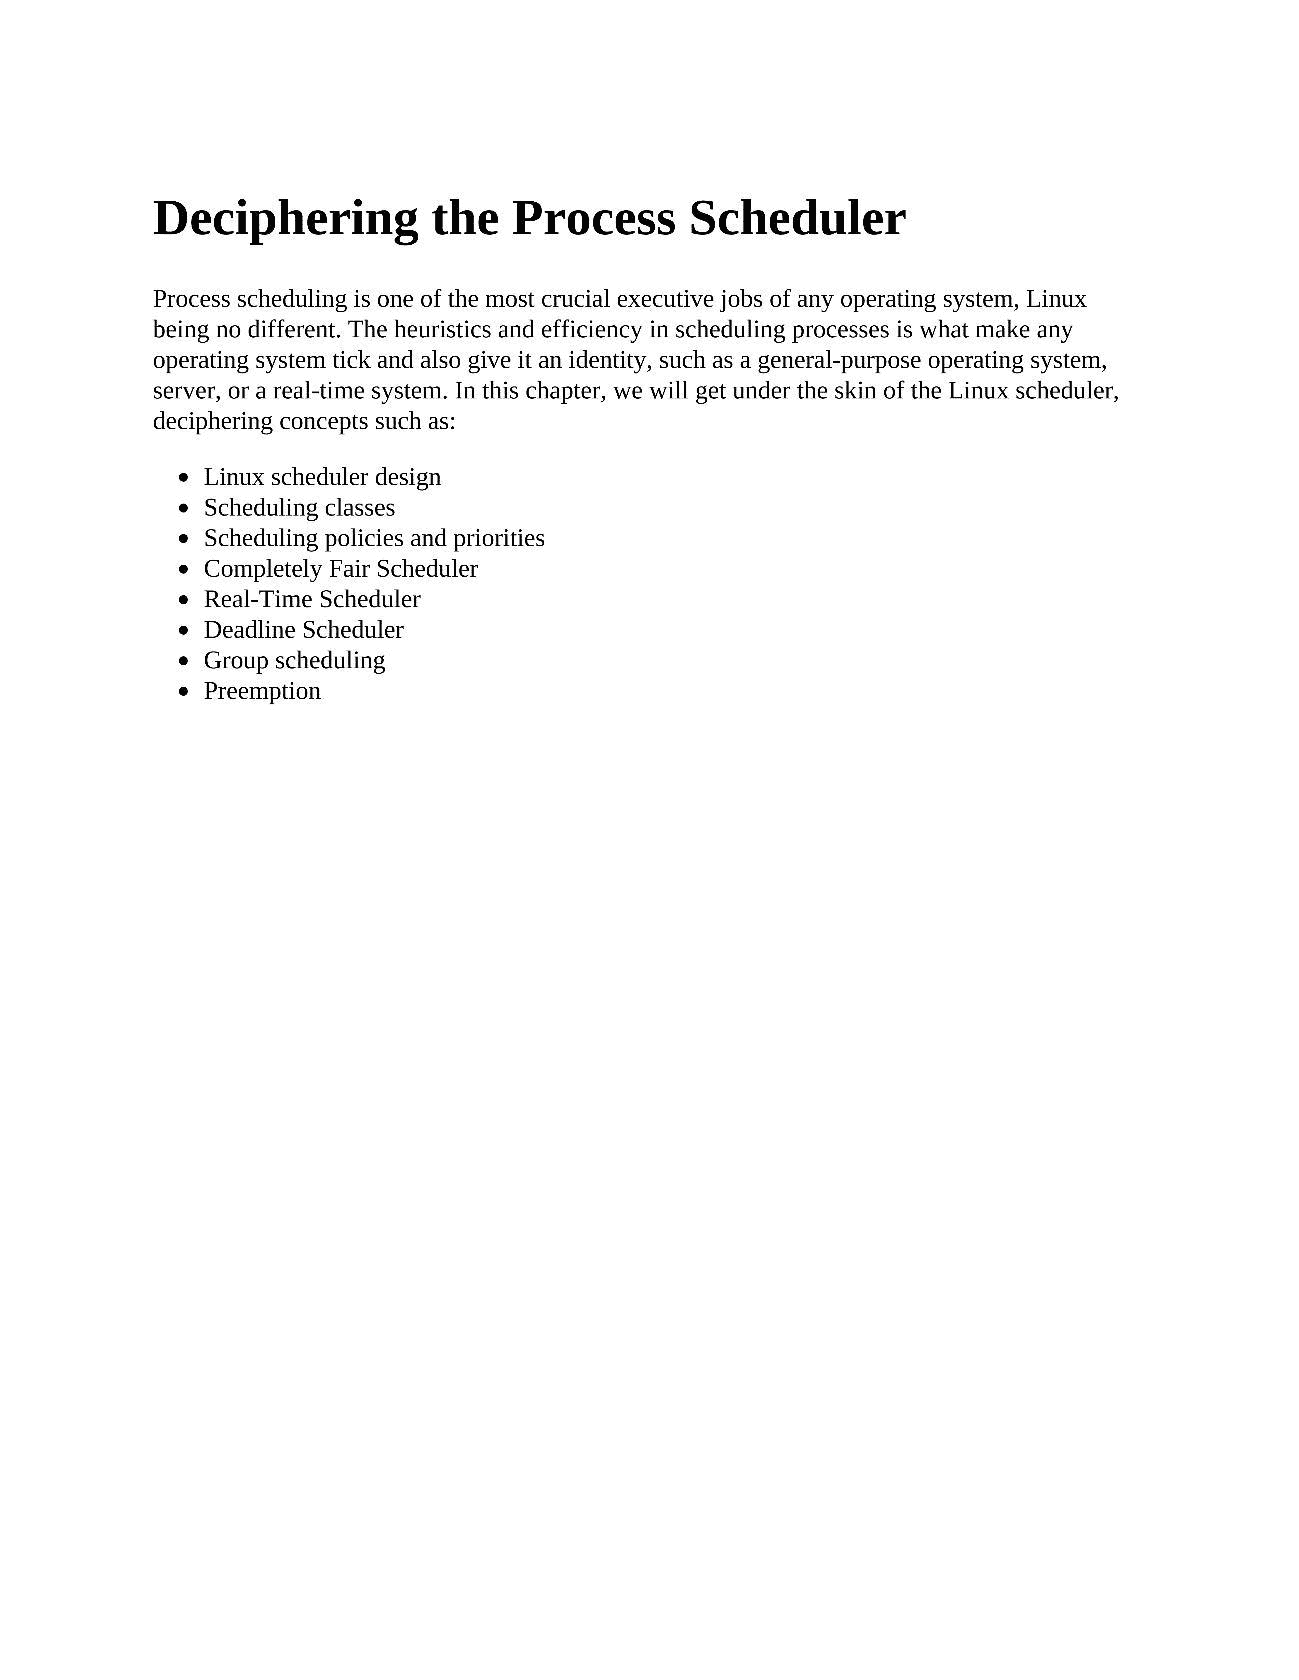 Deciphering the Process Scheduler
Process scheduling is one of the most crucial executive jobs of any operating system, Linux
being no different. The heuristics and efficiency in scheduling processes is what make any
operating system tick and also give it an identity, such as a general-purpose operating system,
server, or a real-time system. In this chapter, we will get under the skin of the Linux scheduler,
deciphering concepts such as:
• Linux scheduler design
• Scheduling classes
• Scheduling policies and priorities
• Completely Fair Scheduler
• Real-Time Scheduler
• Deadline Scheduler
• Group scheduling
• Preemption